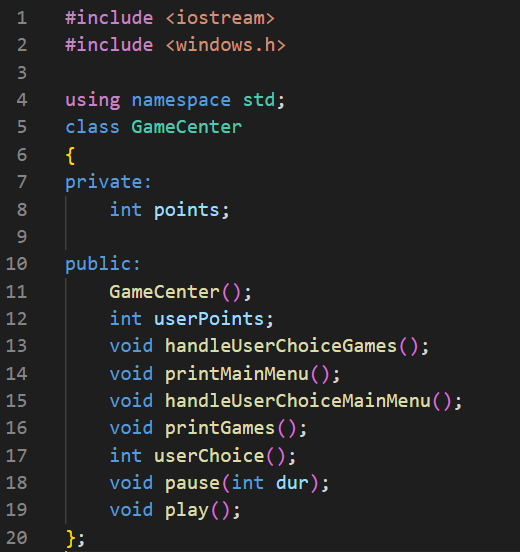 1 #include <iostream>
2 #include <windows.h>
3
4 using namespace std;
5 class GameCenter
6 {
7 private:
8     int points;
9
10 public:
11     GameCenter();
12     int userPoints;
13     void handleUserChoiceGames();
14     void printMainMenu();
15     void handleUserChoiceMainMenu();
16     void printGames();
17     int userChoice();
18     void pause(int dur);
19     void play();
20 };